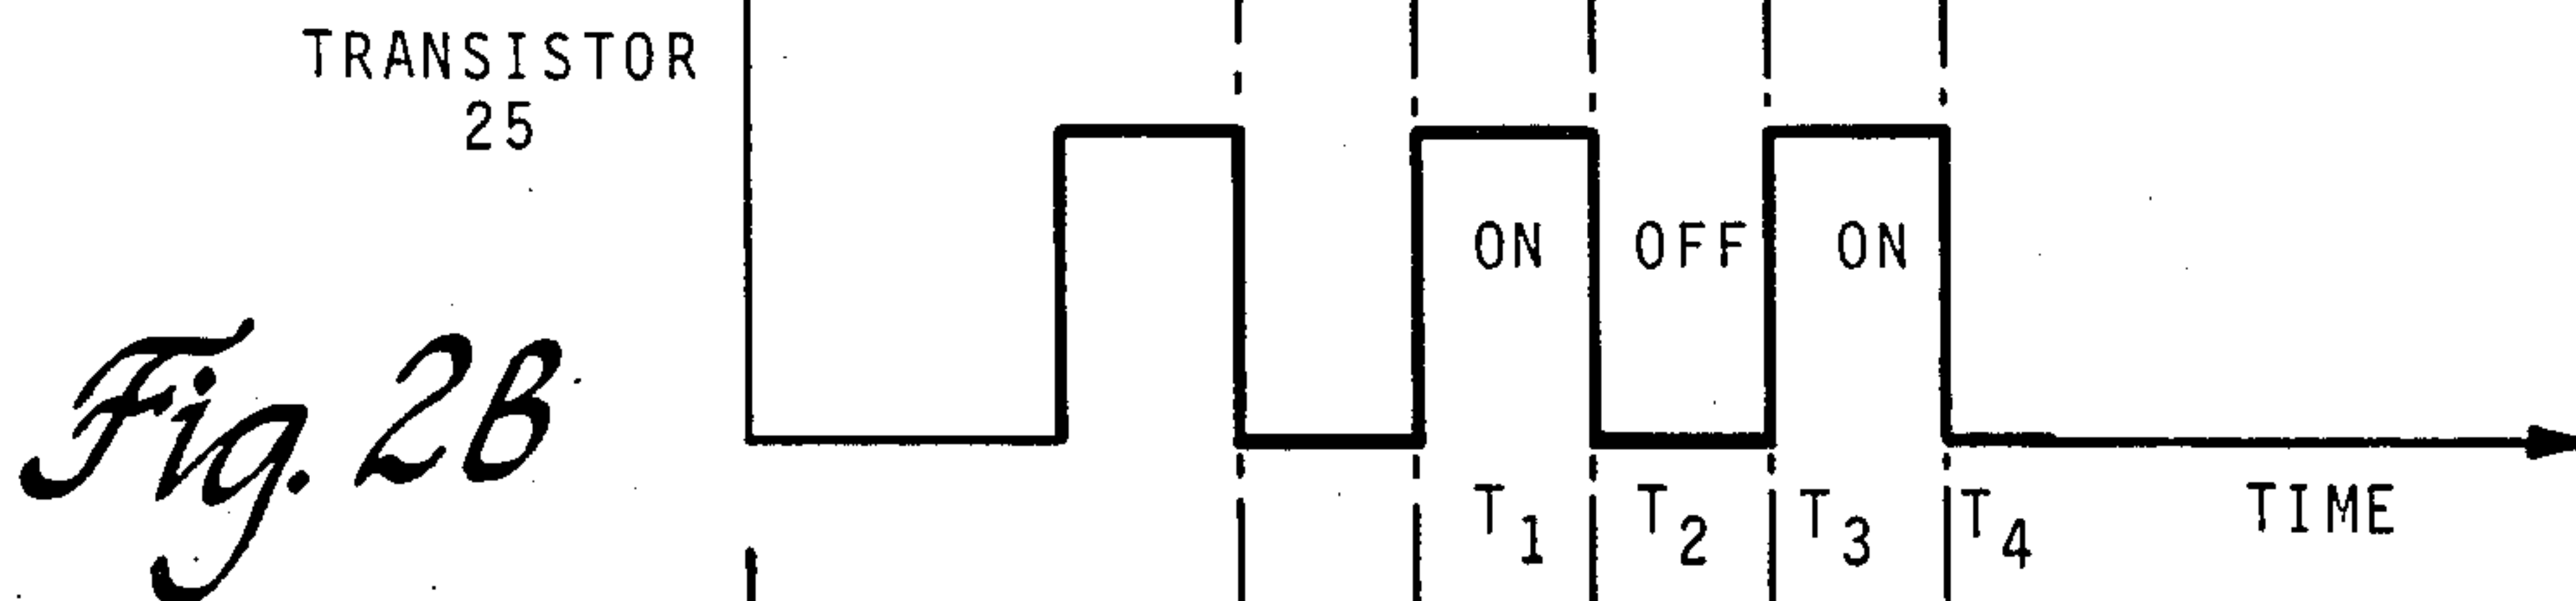 TRANSISTOR
25
ON OFF ON
Fig. 2B
T1 T2 T3 T4 TIME